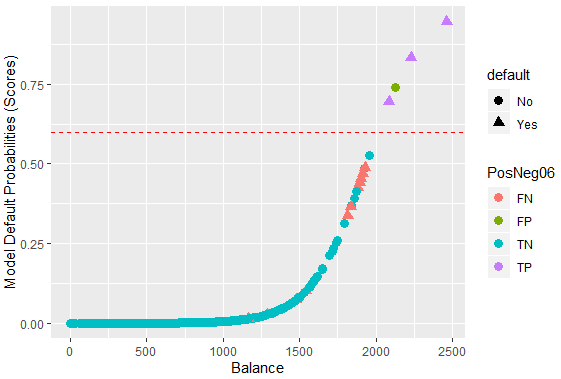 Model Default Probabilities (Scores)
0.75
0.50
0.25
0.00
0
500
1000
1500
2000
2500
Balance
default
No
Yes
PosNeg06
FN
FP
TN
TP